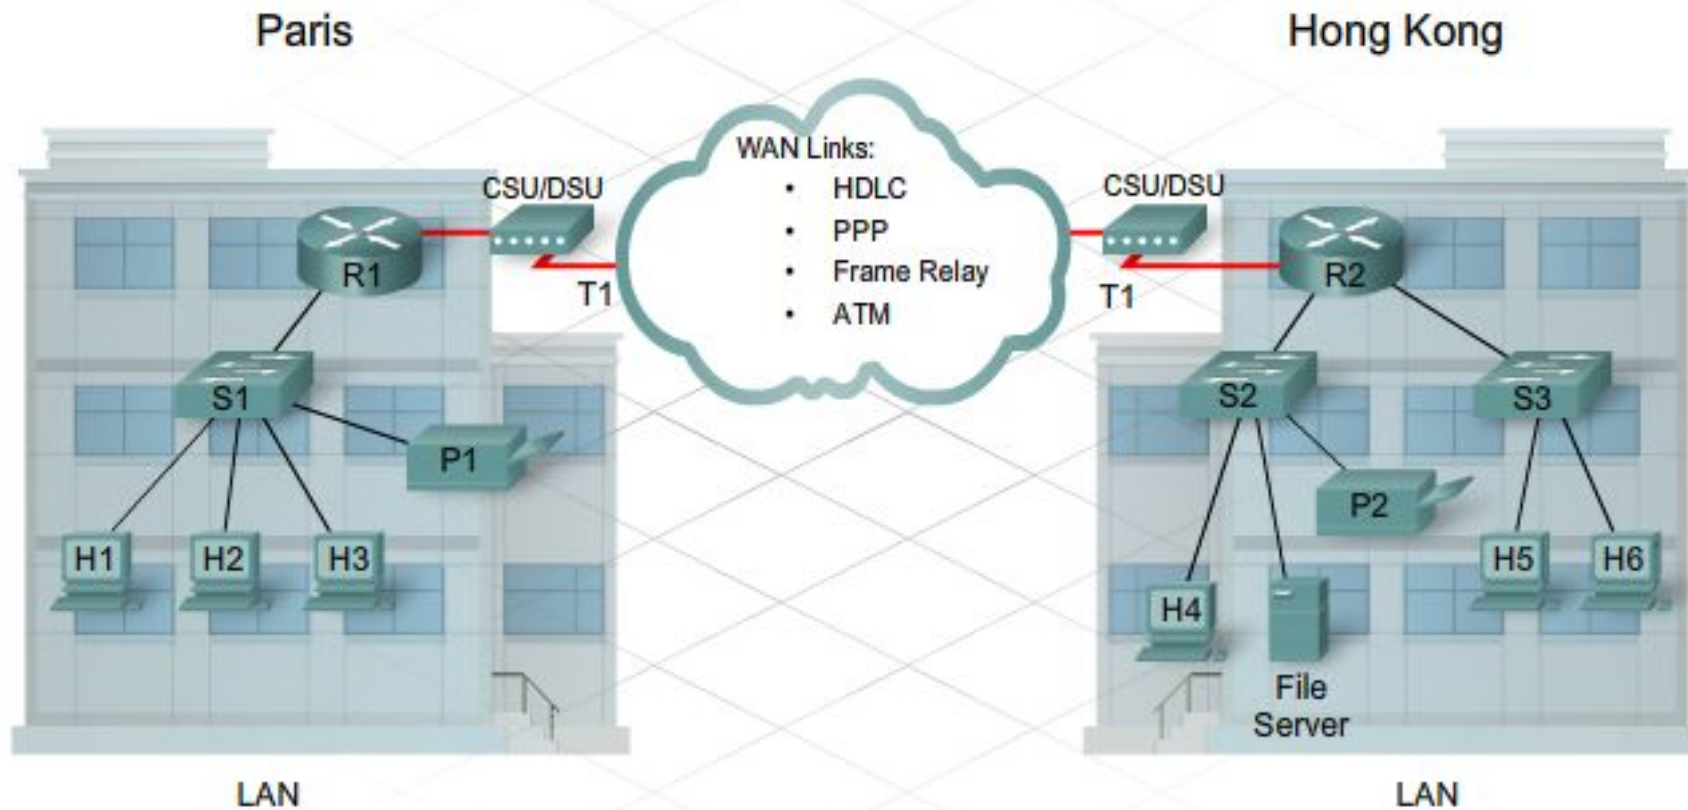 Paris
Hong Kong
WAN Links:
• HDLC
• PPP
• Frame Relay
• ATM
CSU/DSU
CSU/DSU
R1
T1
T1
R2
S1
P1
S2
S3
P2
H1
H2
H3
H4
H5
H6
File
Server
LAN
LAN